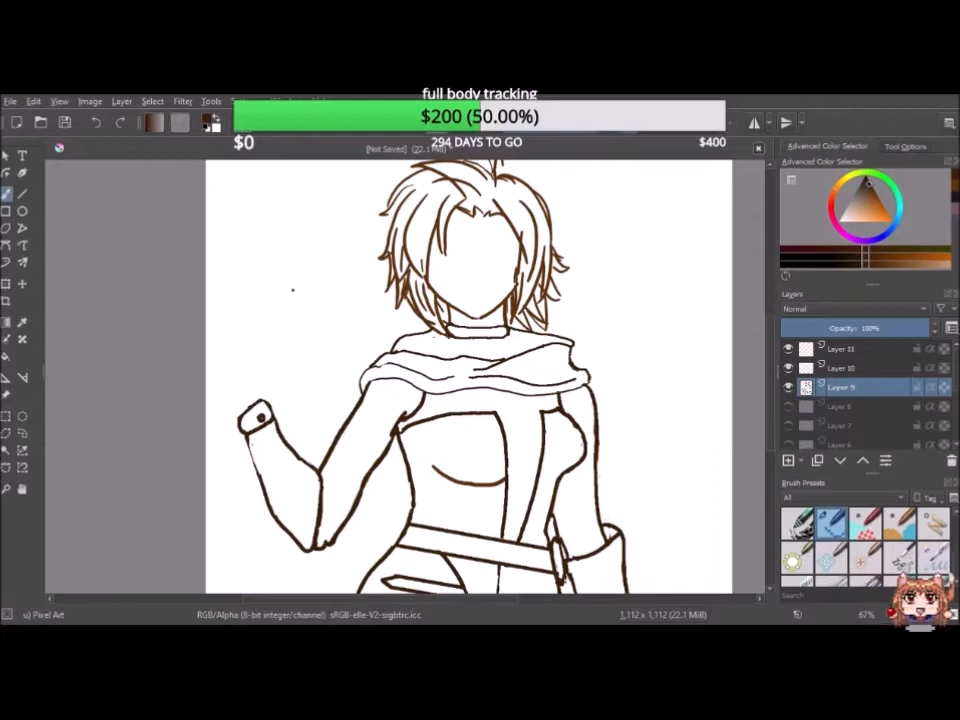 full body tracking
File Edit View Image Layer Select Filter Tools
$200 (50.00%)
$0 294 DAYS TO GO $400
[Not Saved] (22.1 M
Advanced Color Selector Tool Options
Advanced Color Selector
Layers
Normal
Opacity: 100%
Layer 11
Layer 10
Layer 9
Layer 8
Layer 7
Layer 6
Brush Presets
All Tag
Search
u) Pixel Art RGB/Alpha (8-bit integer/channel) sRGB-elle-V2-srgbtrc.icc 1,112 x 1,112 (22.1 MiB) 67%